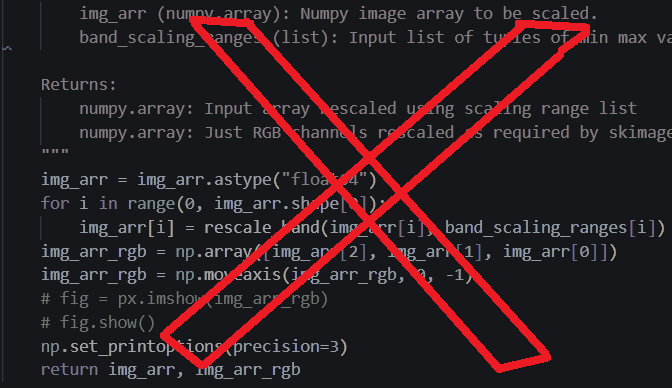 img_arr (numpy.array): Numpy image array to be scaled.
band_scaling_ranges (list): Input list of tuples of min max va
Returns:
numpy.array: Input array rescaled using scaling range list
numpy.array: Just RGB channels rescaled as required by skimage
"""
img_arr = img_arr.astype("float64")
for i in range(0, img_arr.shape[0]):
img_arr[i] = rescale_band(img_arr[i], band_scaling_ranges[i])
img_arr_rgb = np.array([img_arr[2], img_arr[1], img_arr[0]])
img_arr_rgb = np.moveaxis(img_arr_rgb, 0, -1)
# fig = px.imshow(img_arr_rgb)
# fig.show()
np.set_printoptions(precision=3)
return img_arr, img_arr_rgb